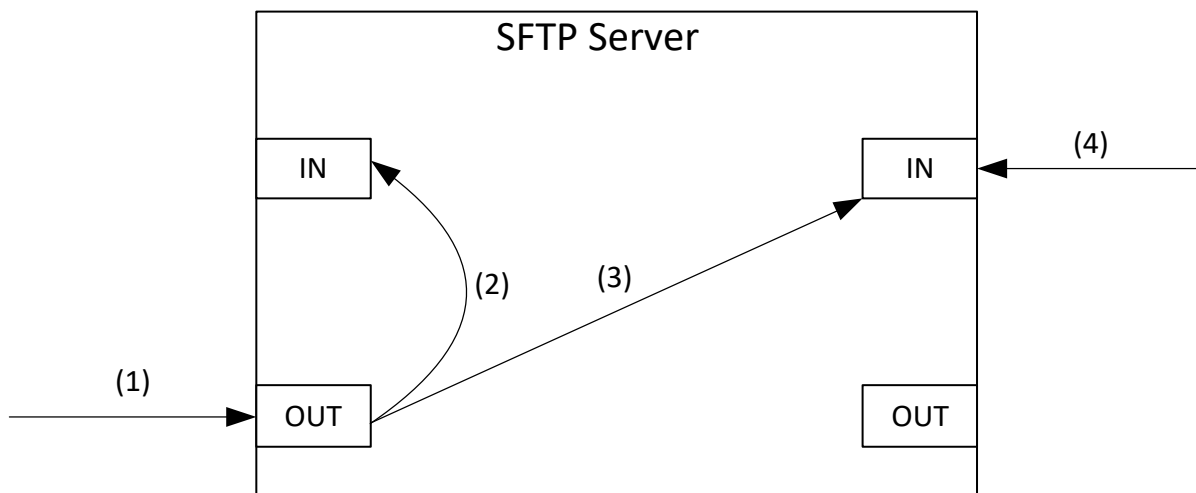 SFTP Server
(4)
IN
IN
(3)
(2)
(1)
OUT
OUT